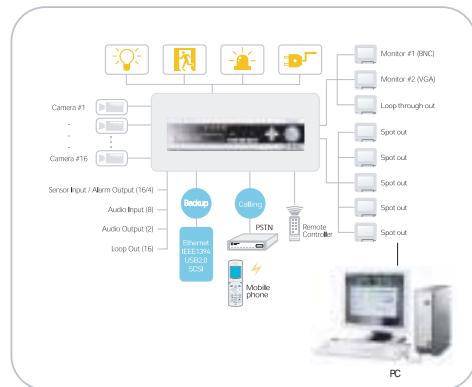 Monitor #1 (BNC)
Monitor #2 (VGA)
Loop through out
Spot out
Spot out
Spot out
Spot out
Spot out
Camera #1
-
-
Camera #16
Sensor Input / Alarm Output (16/4)
Audio Input (8)
Audio Output (2)
Loop Out (16)
Backup
Ethernet
IEEE1394
USB2.0
SCSI
Calling
PSTN
Mobile
phone
Remote
Controller
PC